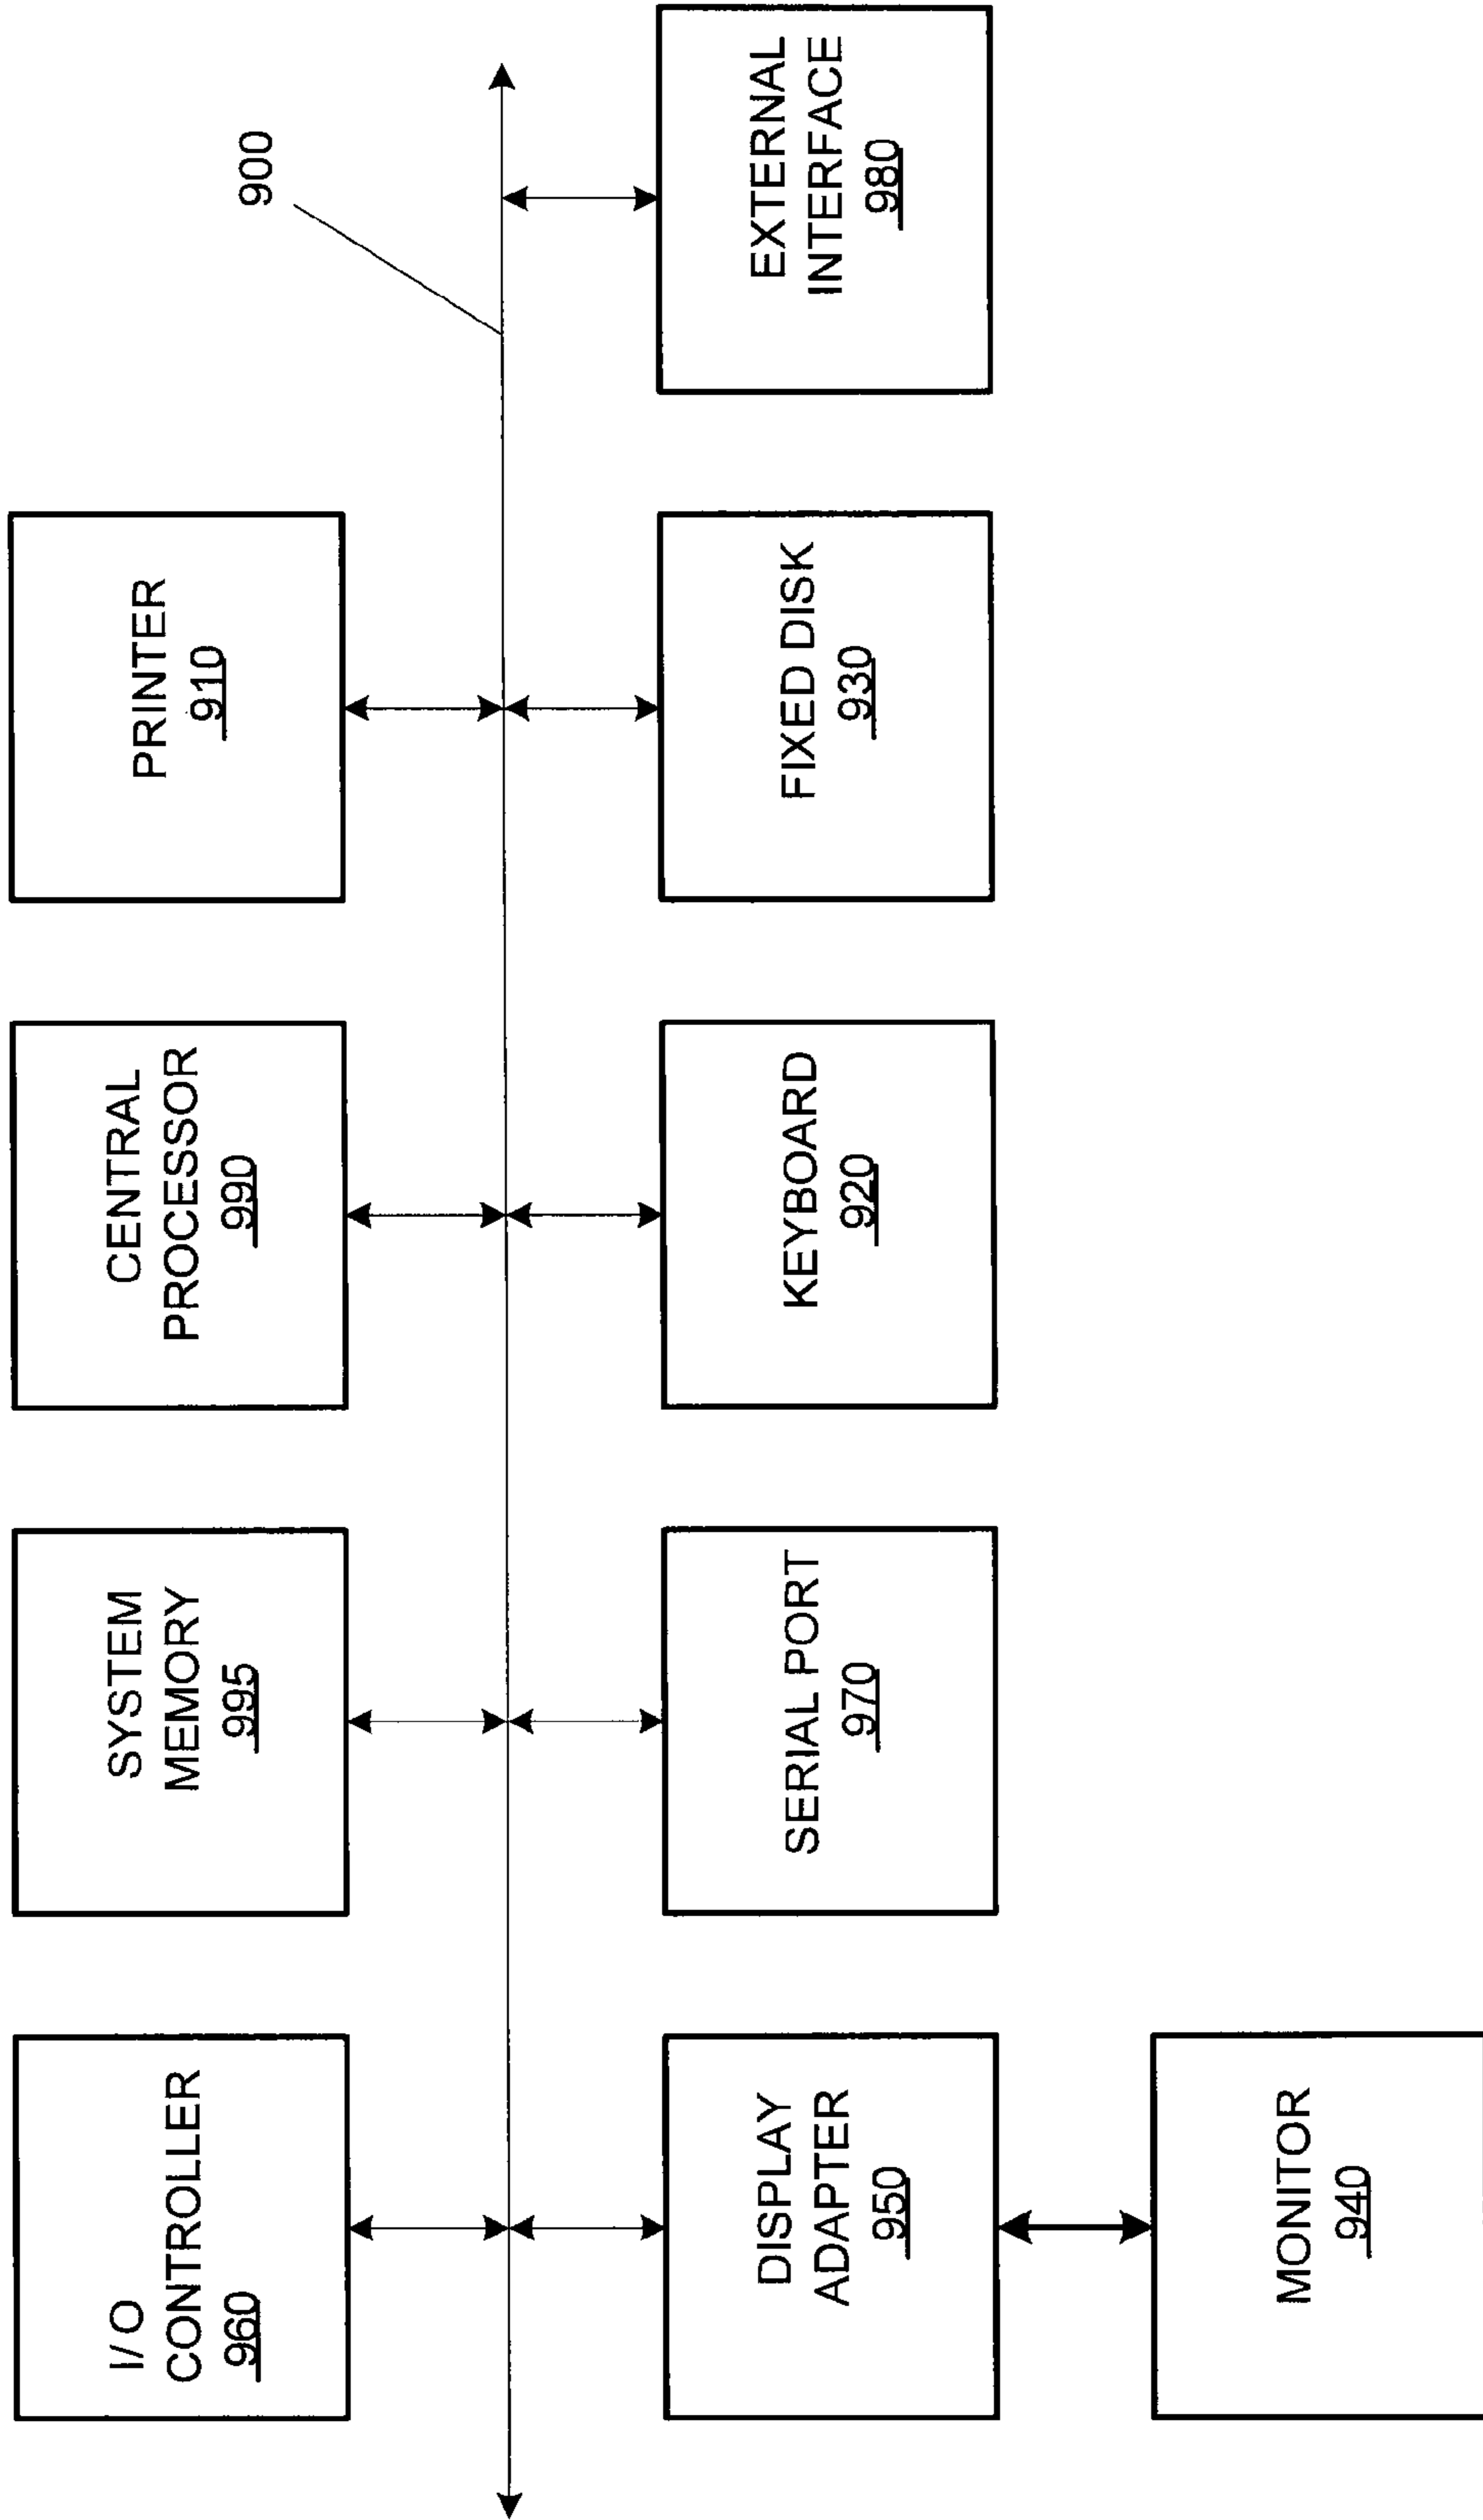 I/O
CONTROLLER
960
SYSTEM
MEMORY
995
CENTRAL
PROCESSOR
990
PRINTER
910
900
DISPLAY
ADAPTER
950
SERIAL PORT
970
KEYBOARD
920
FIXED DISK
930
EXTERNAL
INTERFACE
980
MONITOR
940